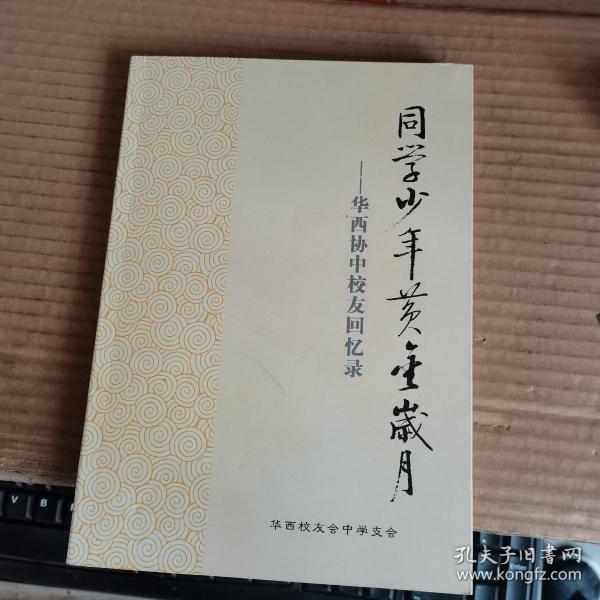 同学少年黄金岁月
——华西协中校友回忆录
华西校友会中学支会
孔夫子旧书网
www.kongfz.com
V
B
Enter